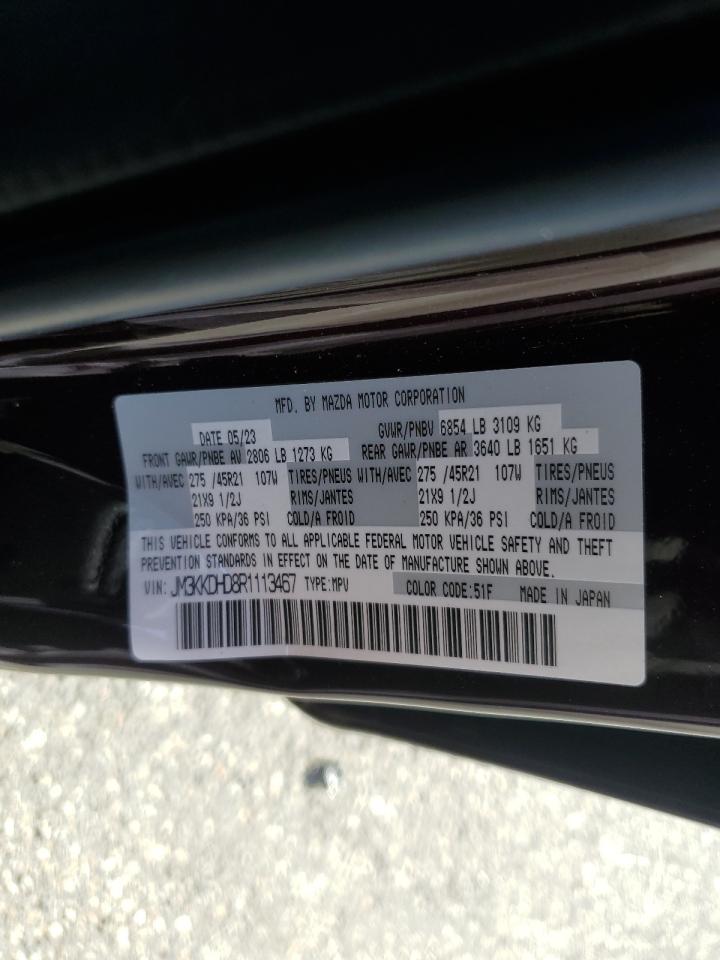 MFD. BY MAZDA MOTOR CORPORATION
DATE 05/23 GVWR/PNBV 6854 LB 3109 KG
FRONT GAWR/PNBE AV 2806 LB 1273 KG REAR GAWR/PNBE AR 3640 LB 1651 KG
WITH/AVEC 275 /45R21 107W TIRES/PNEUS WITH/AVEC 275 /45R21 107W TIRES/PNEUS
21X9 1/2J RIMS/JANTES 21X9 1/2J RIMS/JANTES
250 KPA/36 PSI COLD/A FROID 250 KPA/36 PSI COLD/A FROID
THIS VEHICLE CONFORMS TO ALL APPLICABLE FEDERAL MOTOR VEHICLE SAFETY AND THEFT
PREVENTION STANDARDS IN EFFECT ON THE DATE OF MANUFACTURE SHOWN ABOVE.
VIN: JM3KKDHD8R1113467 TYPE:MPV COLOR CODE:51F MADE IN JAPAN